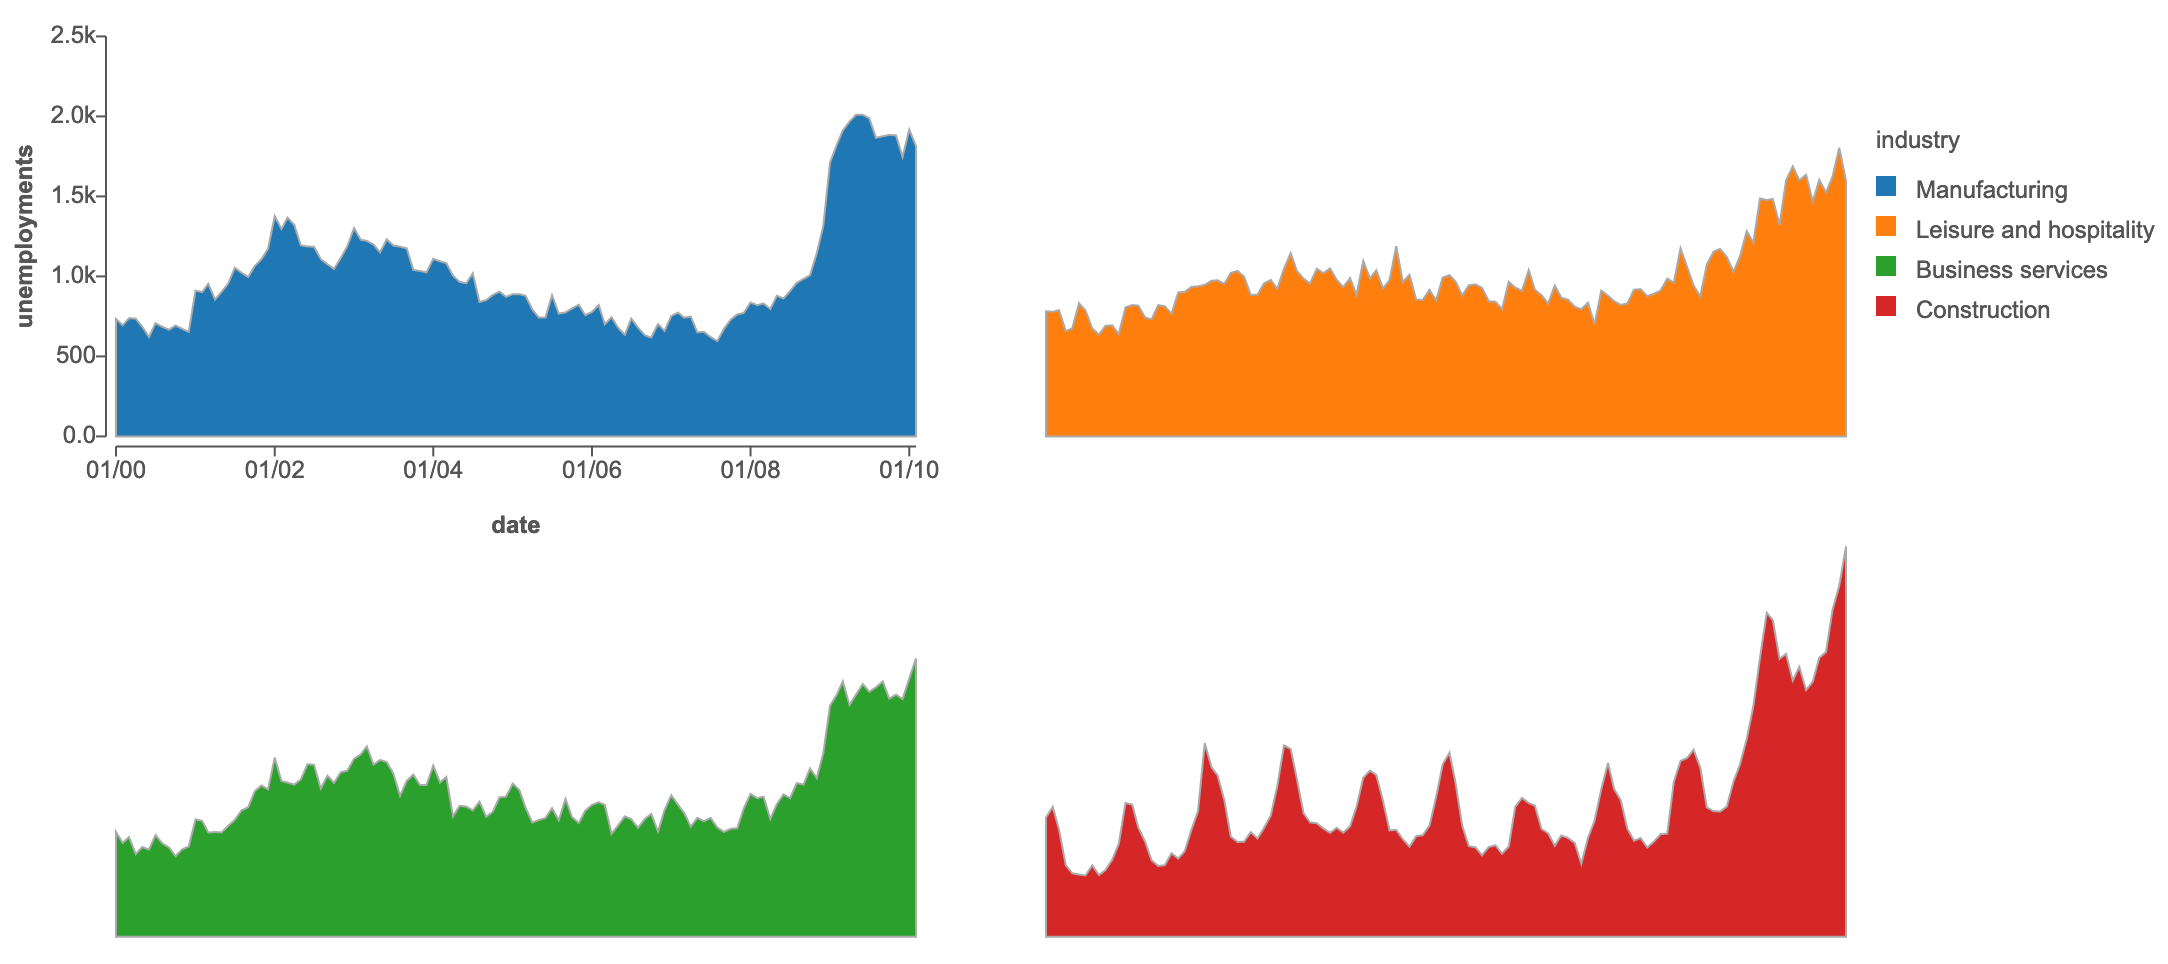 2.5k
2.0k
1.5k
1.0k
500
0.0
unemployments
01/00 01/02 01/04 01/06 01/08 01/10
date
industry
Manufacturing
Leisure and hospitality
Business services
Construction